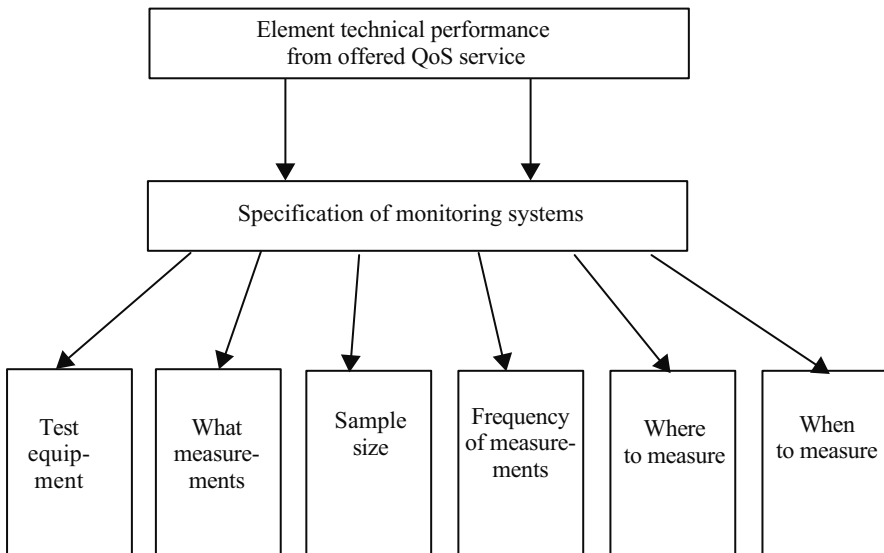 Element technical performance
from offered QoS service
Specification of monitoring systems
Test
equip-
ment
What
measure-
ments
Sample
size
Frequency
of measure-
ments
Where
to measure
When
to measure